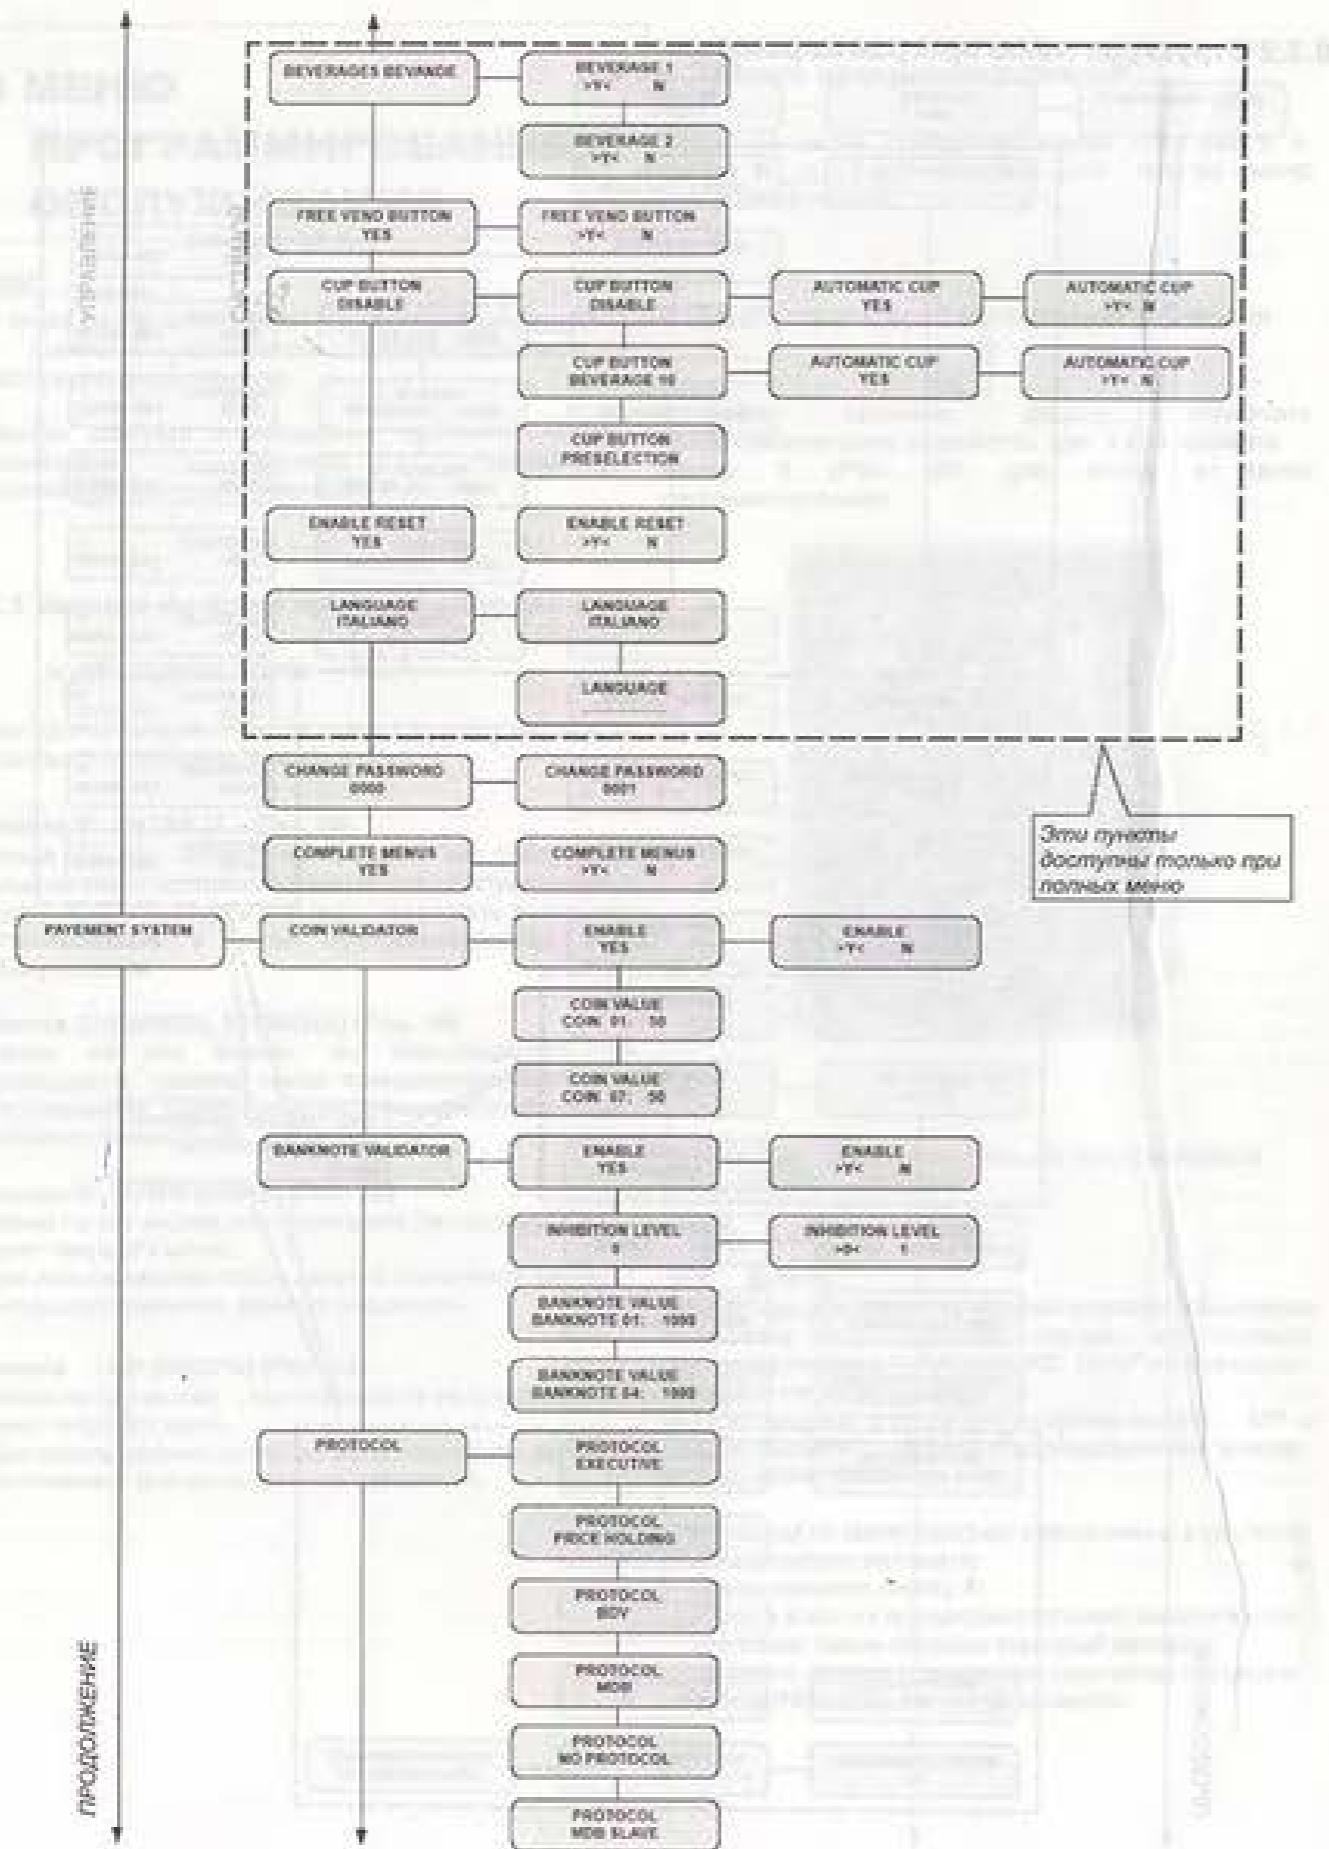 BEVERAGES BEVANDE
BEVERAGE 1
>Y< N
BEVERAGE 2
>Y< N
FREE VEND BUTTON
YES
FREE VEND BUTTON
>Y< N
CUP BUTTON
DISABLE
CUP BUTTON
DISABLE
AUTOMATIC CUP
YES
AUTOMATIC CUP
>Y< N
CUP BUTTON
BEVERAGE 10
AUTOMATIC CUP
YES
AUTOMATIC CUP
>Y< N
CUP BUTTON
PRESELECTION
ENABLE RESET
YES
ENABLE RESET
>Y< N
LANGUAGE
ITALIANO
LANGUAGE
ITALIANO
LANGUAGE
CHANGE PASSWORD
0000
CHANGE PASSWORD
0001
Эти пункты
доступны только при
полных меню
COMPLETE MENUS
YES
COMPLETE MENUS
>Y< N
PAYEMENT SYSTEM
COIN VALIDATOR
ENABLE
YES
ENABLE
>Y< N
COIN VALUE
COIN 01: 50
COIN VALUE
COIN 07: 50
BANKNOTE VALIDATOR
ENABLE
YES
ENABLE
>Y< N
INHIBITION LEVEL
0
INHIBITION LEVEL
>0< 1
BANKNOTE VALUE
BANKNOTE 01: 1000
BANKNOTE VALUE
BANKNOTE 04: 1000
PROTOCOL
PROTOCOL
EXECUTIVE
PROTOCOL
PRICE HOLDING
PROTOCOL
BDV
PROTOCOL
MDB
PROTOCOL
NO PROTOCOL
PROTOCOL
MDB SLAVE
ПРОДОЛЖЕНИЕ